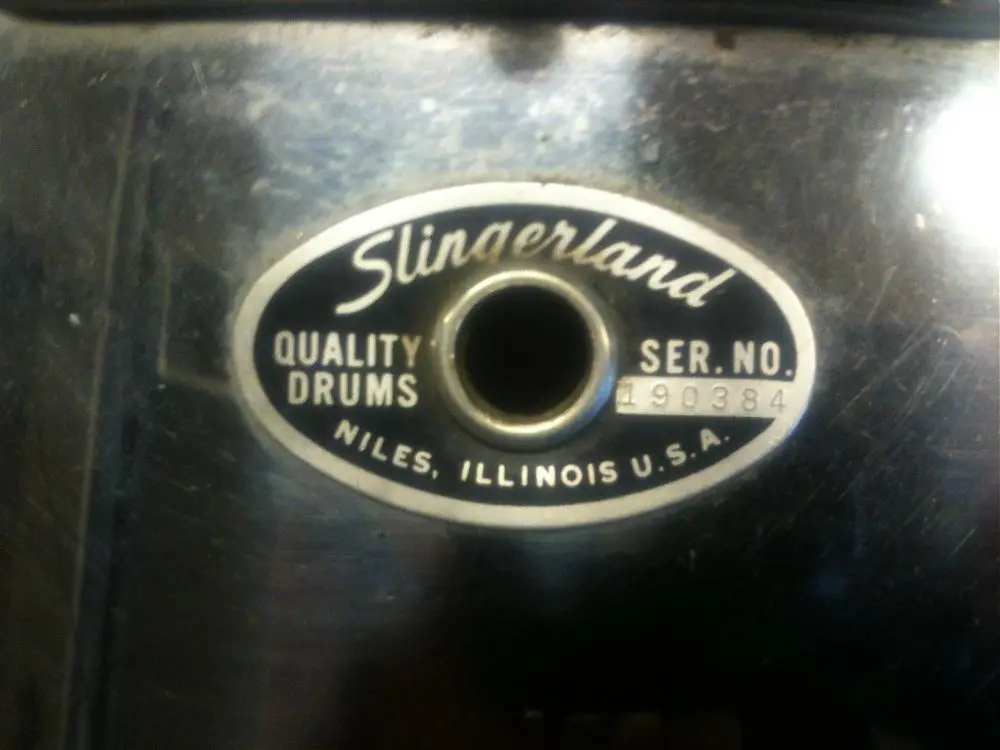 Slingerland
QUALITY
DRUMS
SER. NO.
190384
NILES, ILLINOIS U.S.A.